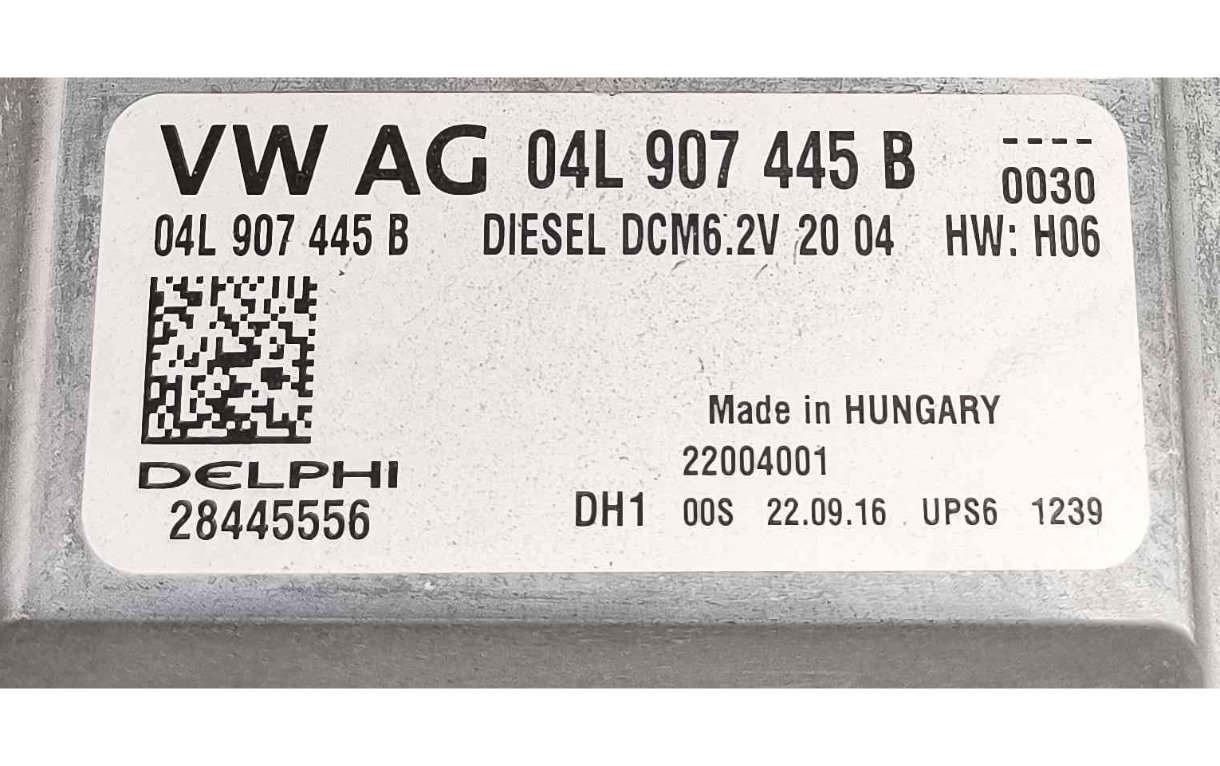 VW AG 04L 907 445 B ----
0030
04L 907 445 B DIESEL DCM6.2V 20 04 HW: H06
Made in HUNGARY
DELPHI 22004001
28445556 DH1 00S 22.09.16 UPS6 1239